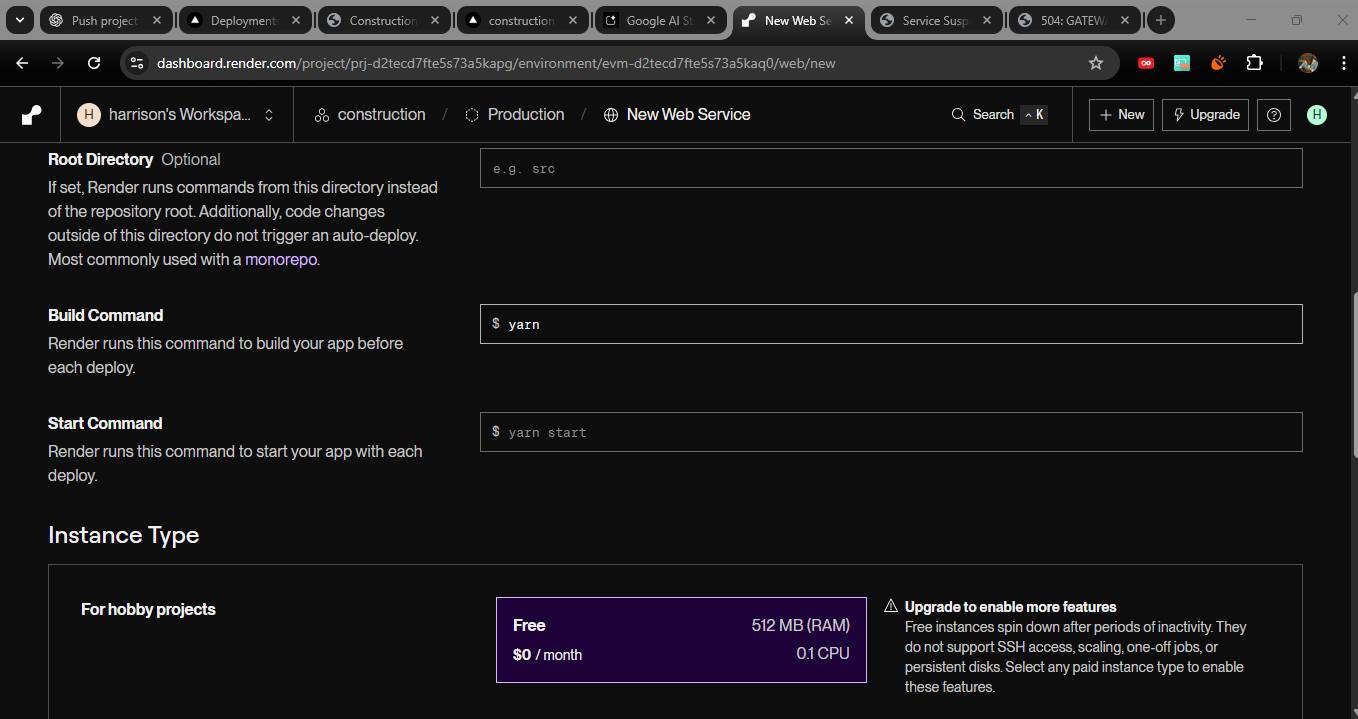 Push project
Deployment
Construction
construction
Google AI St
New Web Se
Service Susp
504: GATEWA
dashboard.render.com/project/prj-d2tecd7fte5s73a5kapg/environment/evm-d2tecd7fte5s73a5kaq0/web/new
H harrison's Workspa... construction / Production / New Web Service Search ^ K + New Upgrade H
Root Directory Optional
e.g. src
If set, Render runs commands from this directory instead
of the repository root. Additionally, code changes
outside of this directory do not trigger an auto-deploy.
Most commonly used with a monorepo.
Build Command
$ yarn
Render runs this command to build your app before
each deploy.
Start Command
$ yarn start
Render runs this command to start your app with each
deploy.
Instance Type
For hobby projects
Free 512 MB (RAM)
$0 / month 0.1 CPU
Upgrade to enable more features
Free instances spin down after periods of inactivity. They
do not support SSH access, scaling, one-off jobs, or
persistent disks. Select any paid instance type to enable
these features.